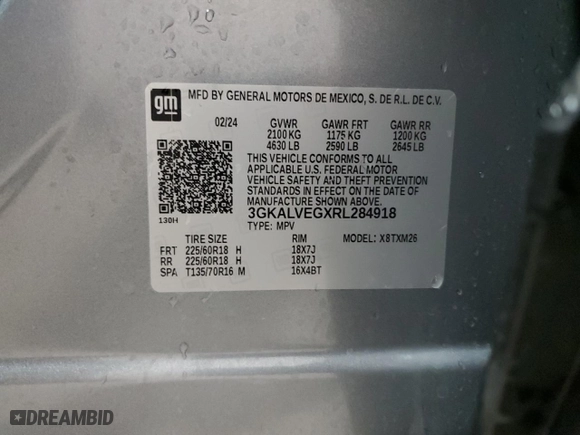 gm MFD BY GENERAL MOTORS DE MEXICO, S. DE R.L. DE C.V.
02/24 GVWR GAWR FRT GAWR RR
2100 KG 1175 KG 1200 KG
4630 LB 2590 LB 2645 LB
THIS VEHICLE CONFORMS TO ALL
APPLICABLE U.S. FEDERAL MOTOR
VEHICLE SAFETY AND THEFT PREVENTION
STANDARDS IN EFFECT ON THE DATE OF
MANUFACTURE SHOWN ABOVE.
3GKALVEGXRL284918
130H TYPE: MPV
TIRE SIZE RIM MODEL: X8TXM26
FRT 225/60R18 H 18X7J
RR 225/60R18 H 18X7J
SPA T135/70R16 M 16X4BT
DREAMBID